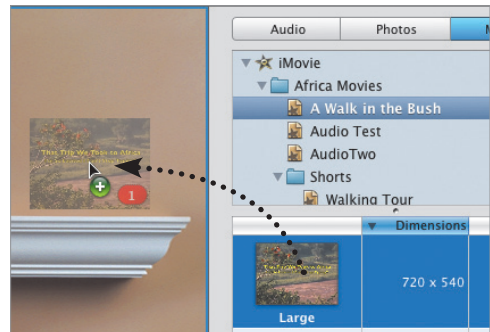 Audio
Photos
M
iMovie
Africa Movies
A Walk in the Bush
Audio Test
AudioTwo
Shorts
Walking Tour
Dimensions
1
720 x 540
Large